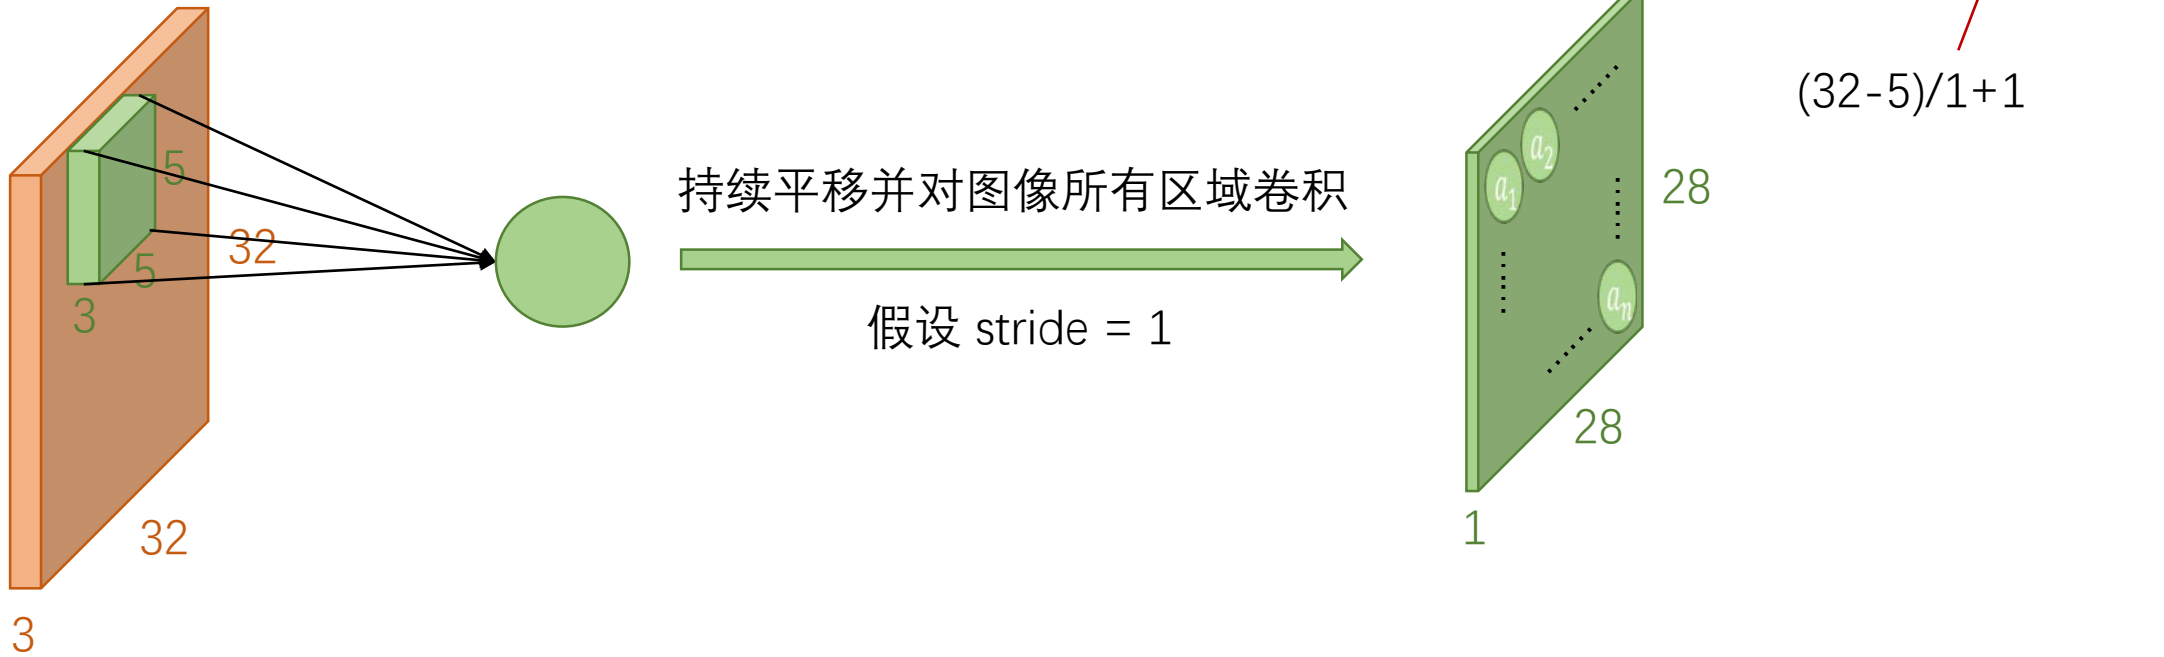 (32-5)/1+1
5
a₂
持续平移并对图像所有区域卷积
a₁
28
32
5
3
aₙ
假设 stride = 1
28
32
1
3